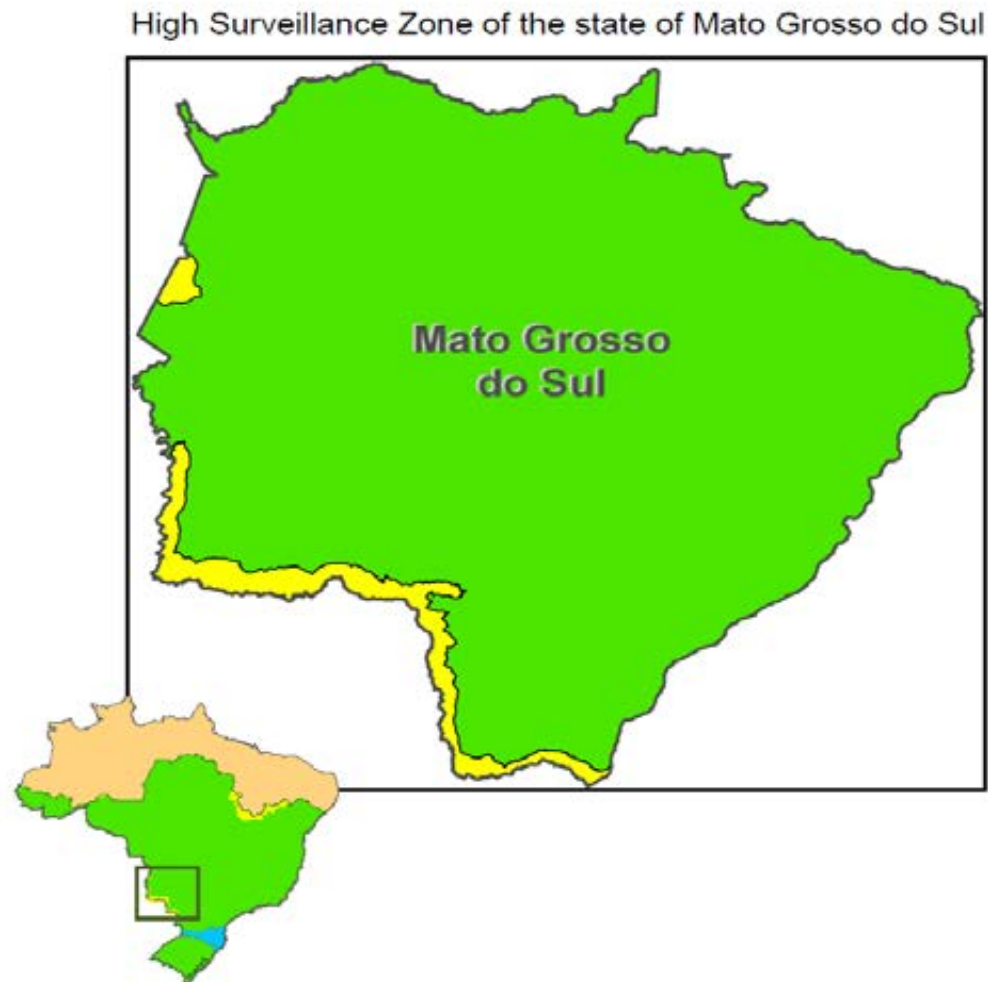 High Surveillance Zone of the state of Mato Grosso do Sul
Mato Grosso
do Sul